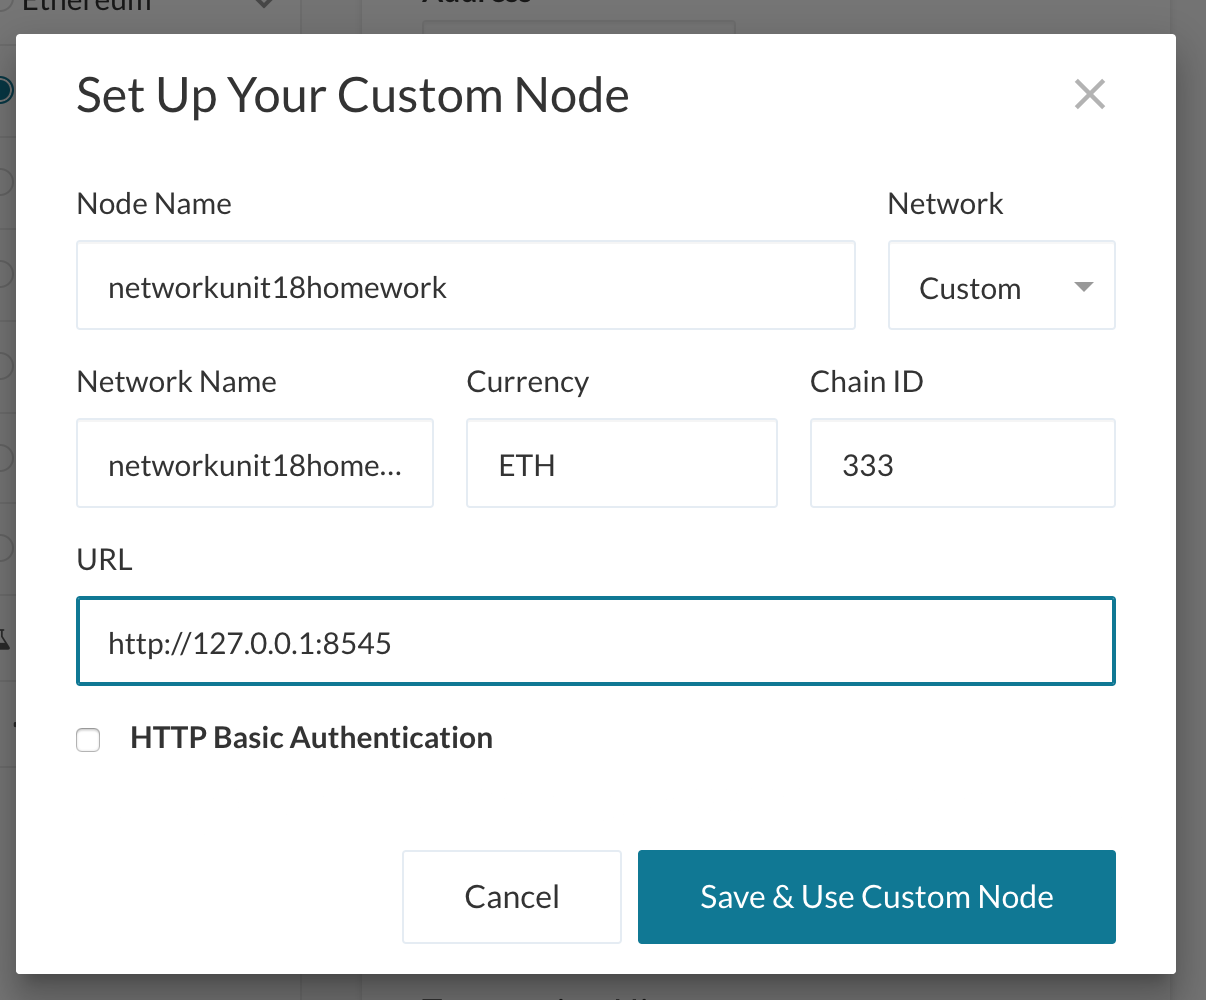 Ethereum
Address
Set Up Your Custom Node
Node Name
Network
networkunit18homework
Custom
Network Name
Currency
Chain ID
networkunit18home...
ETH
333
URL
http://127.0.0.1:8545
HTTP Basic Authentication
Cancel
Save & Use Custom Node